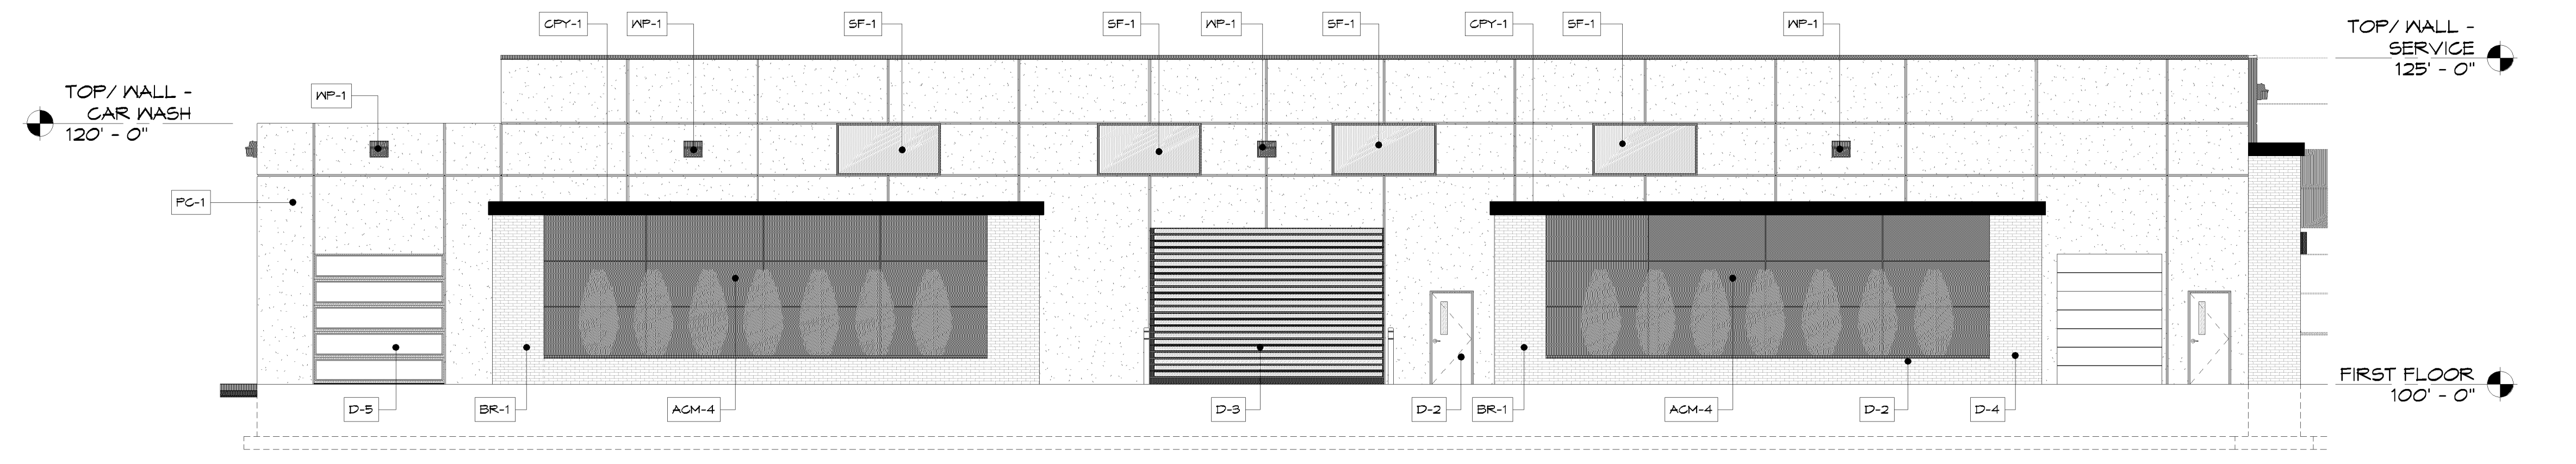 CPY-1
WP-1
SF-1
SF-1
WP-1
SF-1
CPY-1
SF-1
WP-1
TOP/ WALL -
SERVICE
125' - 0"
TOP/ WALL -
CAR WASH
120' - 0"
WP-1
PC-1
FIRST FLOOR
100' - 0"
D-5
BR-1
ACM-4
D-3
D-2
BR-1
ACM-4
D-2
D-4